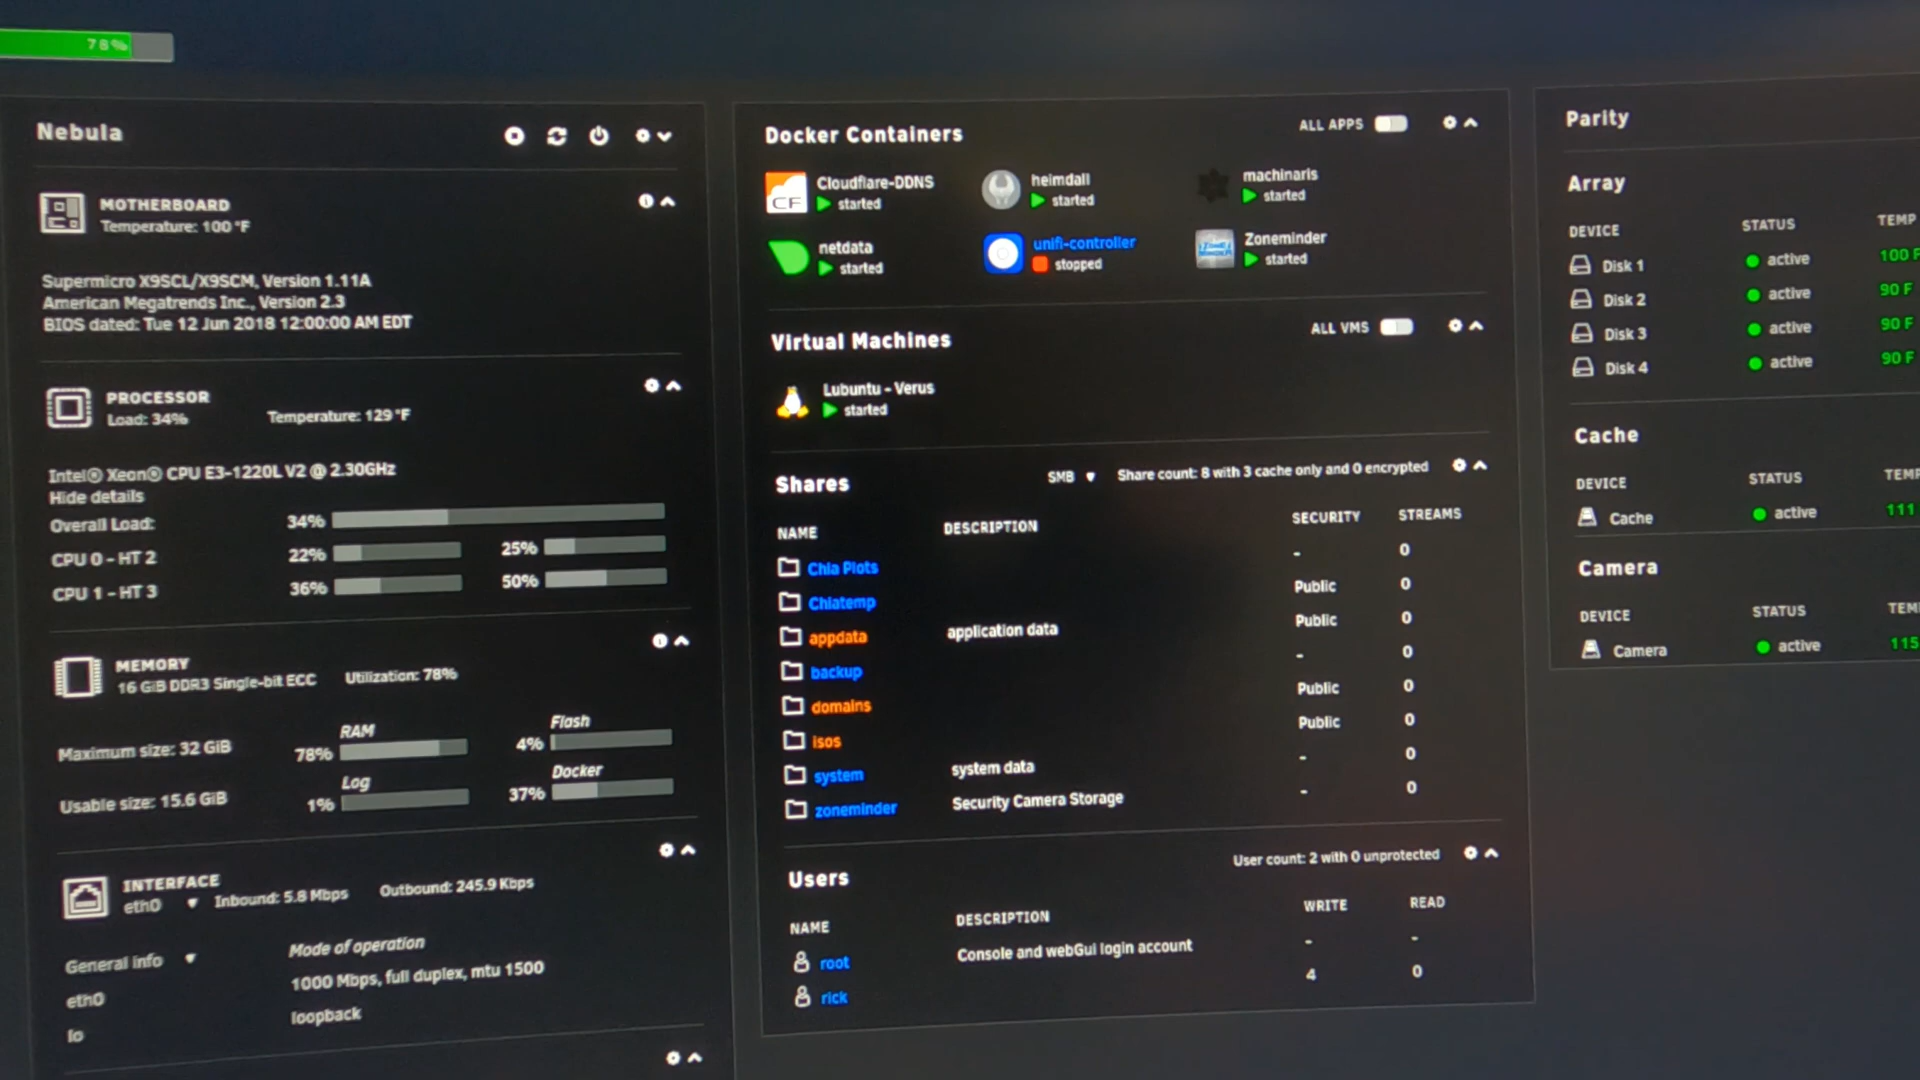 78%
Nebula
MOTHERBOARD
Temperature: 100 °F
Supermicro X9SCL/X9SCM, Version 1.11A
American Megatrends Inc., Version 2.3
BIOS dated: Tue 12 Jun 2018 12:00:00 AM EDT
PROCESSOR
Load: 34% Temperature: 129 °F
Intel® Xeon® CPU E3-1220L V2 @ 2.30GHz
Hide details
Overall Load: 34%
CPU 0 - HT 2 22% 25%
CPU 1 - HT 3 36% 50%
MEMORY
16 GiB DDR3 Single-bit ECC Utilization: 78%
RAM Flash
Maximum size: 32 GiB 78% 4%
Log Docker
Usable size: 15.6 GiB 1% 37%
INTERFACE
eth0 Inbound: 5.8 Mbps Outbound: 245.9 Kbps
General info Mode of operation
eth0 1000 Mbps, full duplex, mtu 1500
lo loopback
Docker Containers ALL APPS
Cloudflare-DDNS heimdall machinaris
started started started
CF
netdata unifi-controller Zoneminder
started stopped started
Virtual Machines ALL VMS
Lubuntu - Verus
started
Shares SMB Share count: 8 with 3 cache only and 0 encrypted
NAME DESCRIPTION SECURITY STREAMS
Chia Plots - 0
Chiatemp Public 0
appdata application data Public 0
backup - 0
domains Public 0
isos Public 0
system system data - 0
zoneminder Security Camera Storage - 0
Users User count: 2 with 0 unprotected
NAME DESCRIPTION WRITE READ
root Console and webGui login account - -
rick 4 0
Parity
Array
DEVICE STATUS TEMP
Disk 1 active 100 F
Disk 2 active 90 F
Disk 3 active 90 F
Disk 4 active 90 F
Cache
DEVICE STATUS TEMP
Cache active 111
Camera
DEVICE STATUS TEM
Camera active 115